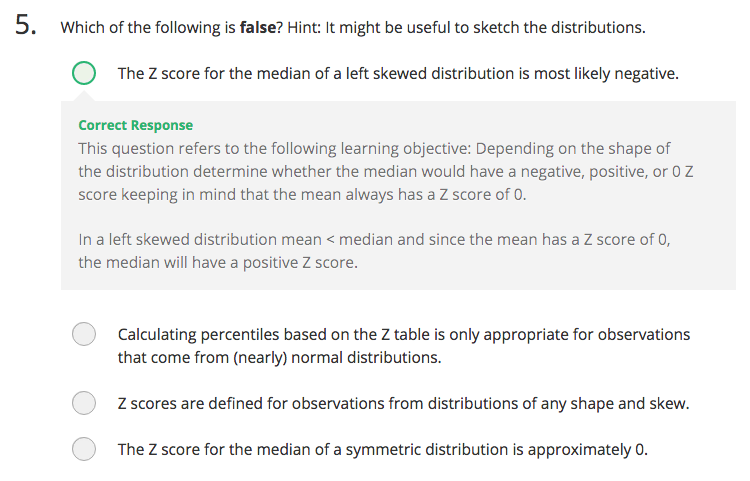 5. Which of the following is false? Hint: It might be useful to sketch the distributions.
The Z score for the median of a left skewed distribution is most likely negative.
Correct Response
This question refers to the following learning objective: Depending on the shape of
the distribution determine whether the median would have a negative, positive, or 0 Z
score keeping in mind that the mean always has a Z score of 0.
In a left skewed distribution mean < median and since the mean has a Z score of 0,
the median will have a positive Z score.
Calculating percentiles based on the Z table is only appropriate for observations
that come from (nearly) normal distributions.
Z scores are defined for observations from distributions of any shape and skew.
The Z score for the median of a symmetric distribution is approximately 0.